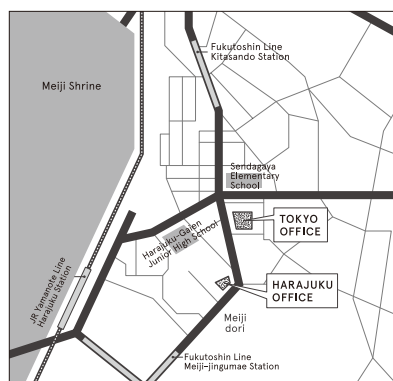 Fukutoshin Line
Kitasando Station
Meiji Shrine
Sendagaya
Elementary
School
TOKYO
OFFICE
Harajuku-Gaien
Junior High School
JR Yamanote Line
Harajuku Station
HARAJUKU
OFFICE
Meiji
dori
Fukutoshin Line
Meiji-jingumae Station